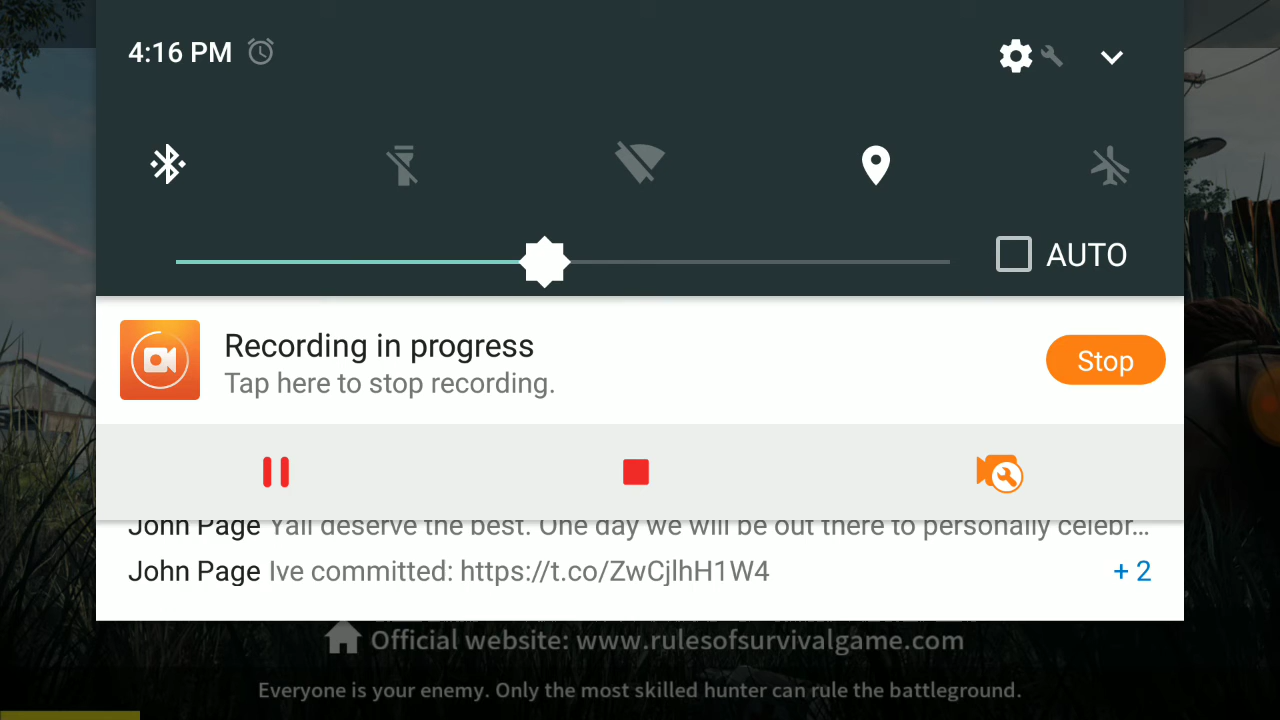 4:16 PM
AUTO
Recording in progress
Tap here to stop recording.
Stop
John Page Yall deserve the best. One day we will be out there to personally celebr...
John Page Ive committed: https://t.co/ZwCjlhH1W4
+ 2
Official website: www.rulesofsurvivalgame.com
Everyone is your enemy. Only the most skilled hunter can rule the battleground.